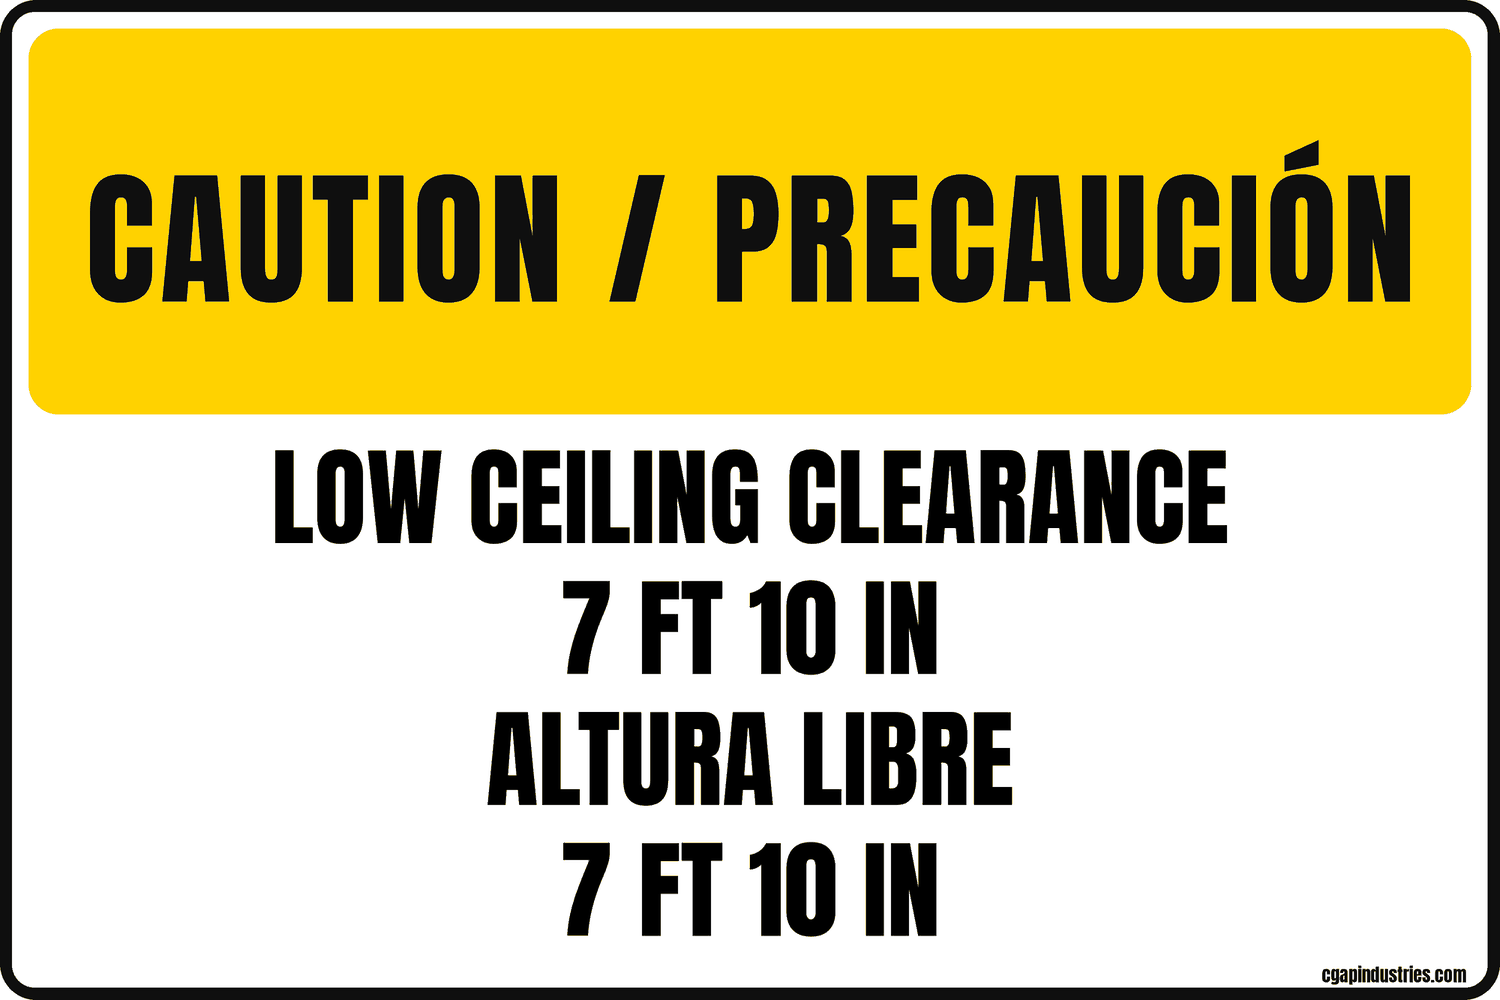 CAUTION / PRECAUCIÓN
LOW CEILING CLEARANCE
7 FT 10 IN
ALTURA LIBRE
7 FT 10 IN
cgapindustries.com